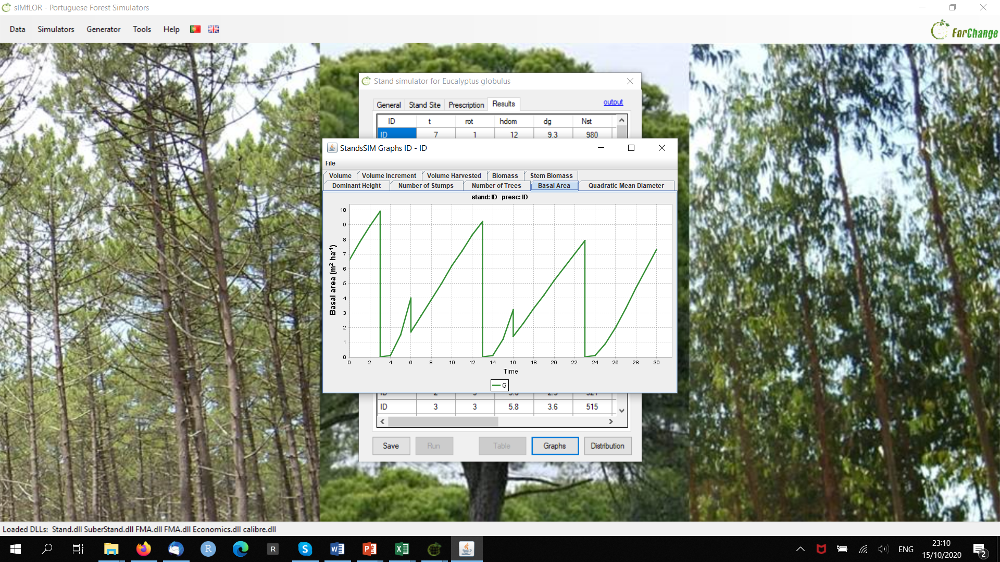 sIMfLOR - Portuguese Forest Simulators
Data Simulators Generator Tools Help
ForChange
Stand simulator for Eucalyptus globulus
General Stand Site Prescription Results output
ID t rot hdom dg Nst
ID 7 1 12 9.3 980
StandsSIM Graphs ID - ID
File
Volume Volume Increment Volume Harvested Biomass Stem Biomass
Dominant Height Number of Stumps Number of Trees Basal Area Quadratic Mean Diameter
stand: ID presc: ID
Basal area (m² ha⁻¹)
10
9
8
7
6
5
4
3
2
1
0
0 2 4 6 8 10 12 14 16 18 20 22 24 26 28 30
Time
G
ID 3 3 5.8 3.6 515
Save Run Table Graphs Distribution
Loaded DLLs: Stand.dll SuberStand.dll FMA.dll FMA.dll Economics.dll calibre.dll
R R S W P X ENG 23:10
15/10/2020 2